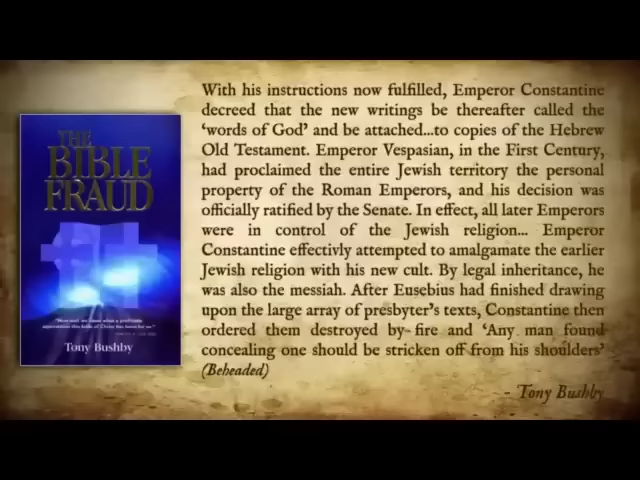 THE
BIBLE
FRAUD
Tony Bushby
With his instructions now fulfilled, Emperor Constantine
decreed that the new writings be thereafter called the
‘words of God’ and be attached...to copies of the Hebrew
Old Testament. Emperor Vespasian, in the First Century,
had proclaimed the entire Jewish territory the personal
property of the Roman Emperors, and his decision was
officially ratified by the Senate. In effect, all later Emperors
were in control of the Jewish religion... Emperor
Constantine effectivly attempted to amalgamate the earlier
Jewish religion with his new cult. By legal inheritance, he
was also the messiah. After Eusebius had finished drawing
upon the large array of presbyter's texts, Constantine then
ordered them destroyed by fire and ‘Any man found
concealing one should be stricken off from his shoulders’
(Beheaded)
- Tony Bushby